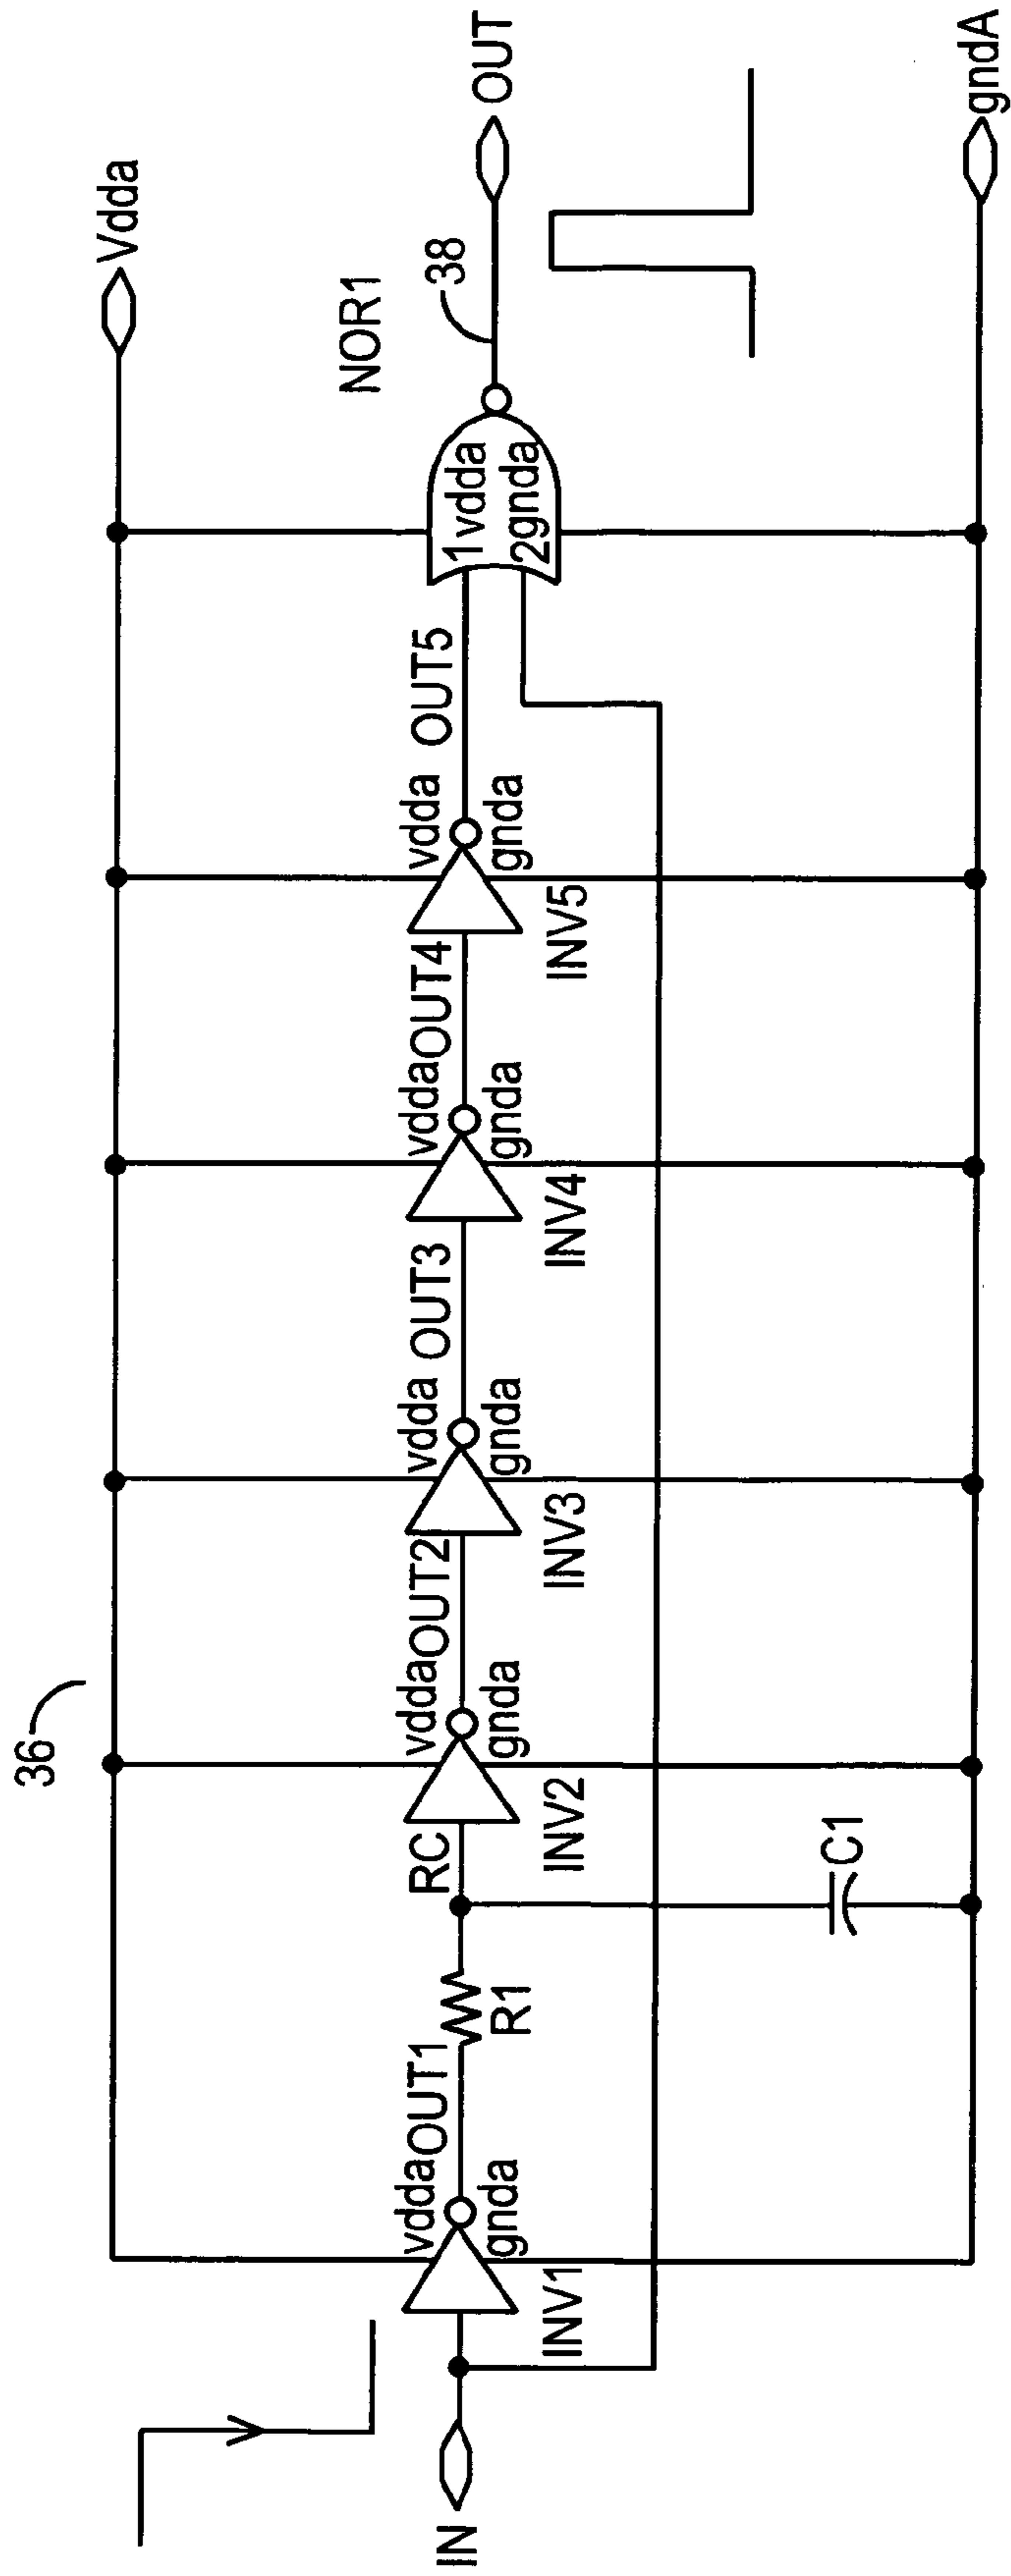 36
Vdda
NOR1
38
IN
INV1
vdda
gnda
OUT1
R1
RC
C1
INV2
vdda
gnda
OUT2
INV3
vdda
gnda
OUT3
INV4
vdda
gnda
OUT4
INV5
vdda
gnda
OUT5
1vdda
2gnda
OUT
gndA